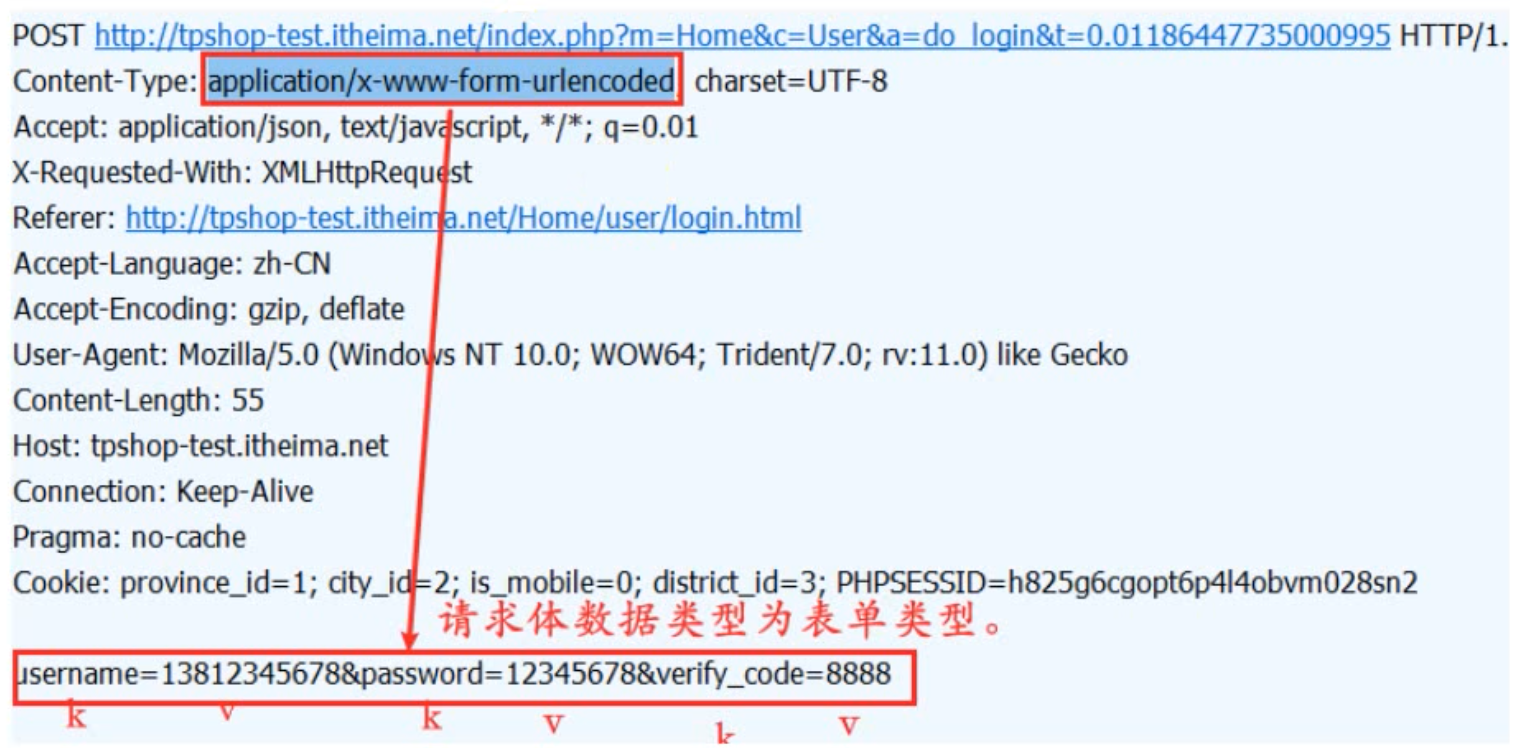 POST http://tpshop-test.itheima.net/index.php?m=Home&c=User&a=do_login&t=0.01186447735000995 HTTP/1.
Content-Type: application/x-www-form-urlencoded; charset=UTF-8
Accept: application/json, text/javascript, */*; q=0.01
X-Requested-With: XMLHttpRequest
Referer: http://tpshop-test.itheima.net/Home/user/login.html
Accept-Language: zh-CN
Accept-Encoding: gzip, deflate
User-Agent: Mozilla/5.0 (Windows NT 10.0; WOW64; Trident/7.0; rv:11.0) like Gecko
Content-Length: 55
Host: tpshop-test.itheima.net
Connection: Keep-Alive
Pragma: no-cache
Cookie: province_id=1; city_id=2; is_mobile=0; district_id=3; PHPSESSID=h825g6cgopt6p4l4obvm028sn2
请求体数据类型为表单类型。
username=13812345678&password=12345678&verify_code=8888
k v k v k v